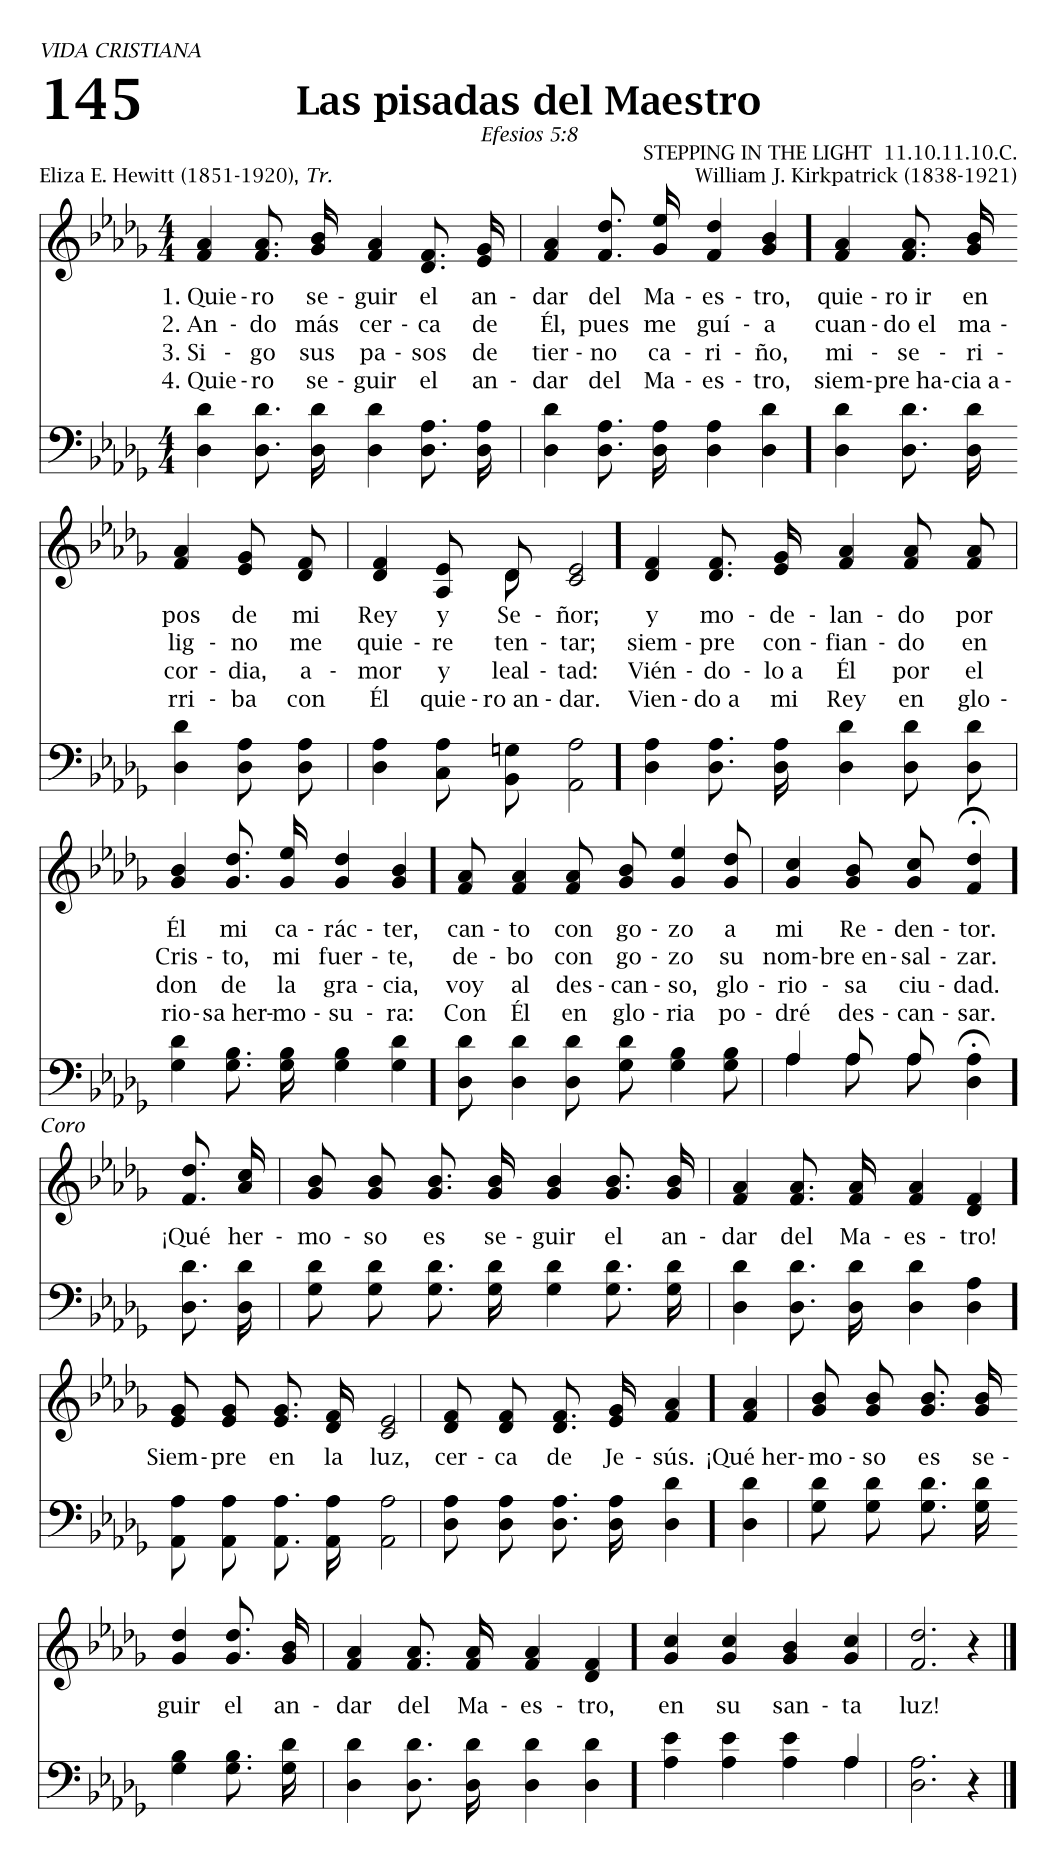 VIDA CRISTIANA
145
Las pisadas del Maestro
Efesios 5:8
STEPPING IN THE LIGHT 11.10.11.10.C.
Eliza E. Hewitt (1851-1920), Tr.
William J. Kirkpatrick (1838-1921)
1. Quie - ro se - guir el an - dar del Ma - es - tro, quie - ro ir en
2. An - do más cer - ca de Él, pues me guí - a cuan - do el ma -
3. Si - go sus pa - sos de tier - no ca - ri - ño, mi - se - ri -
4. Quie - ro se - guir el an - dar del Ma - es - tro, siem - pre ha - cia a -
pos de mi Rey y Se - ñor; y mo - de - lan - do por
lig - no me quie - re ten - tar; siem - pre con - fian - do en
cor - dia, a - mor y leal - tad: Vién - do - lo a Él por el
rri - ba con Él quie - ro an - dar. Vien - do a mi Rey en glo -
Él mi ca - rác - ter, can - to con go - zo a mi Re - den - tor.
Cris - to, mi fuer - te, de - bo con go - zo su nom - bre en - sal - zar.
don de la gra - cia, voy al des - can - so, glo - rio - sa ciu - dad.
rio - sa her - mo - su - ra: Con Él en glo - ria po - dré des - can - sar.
Coro
¡Qué her - mo - so es se - guir el an - dar del Ma - es - tro!
Siem - pre en la luz, cer - ca de Je - sús. ¡Qué her - mo - so es se -
guir el an - dar del Ma - es - tro, en su san - ta luz!